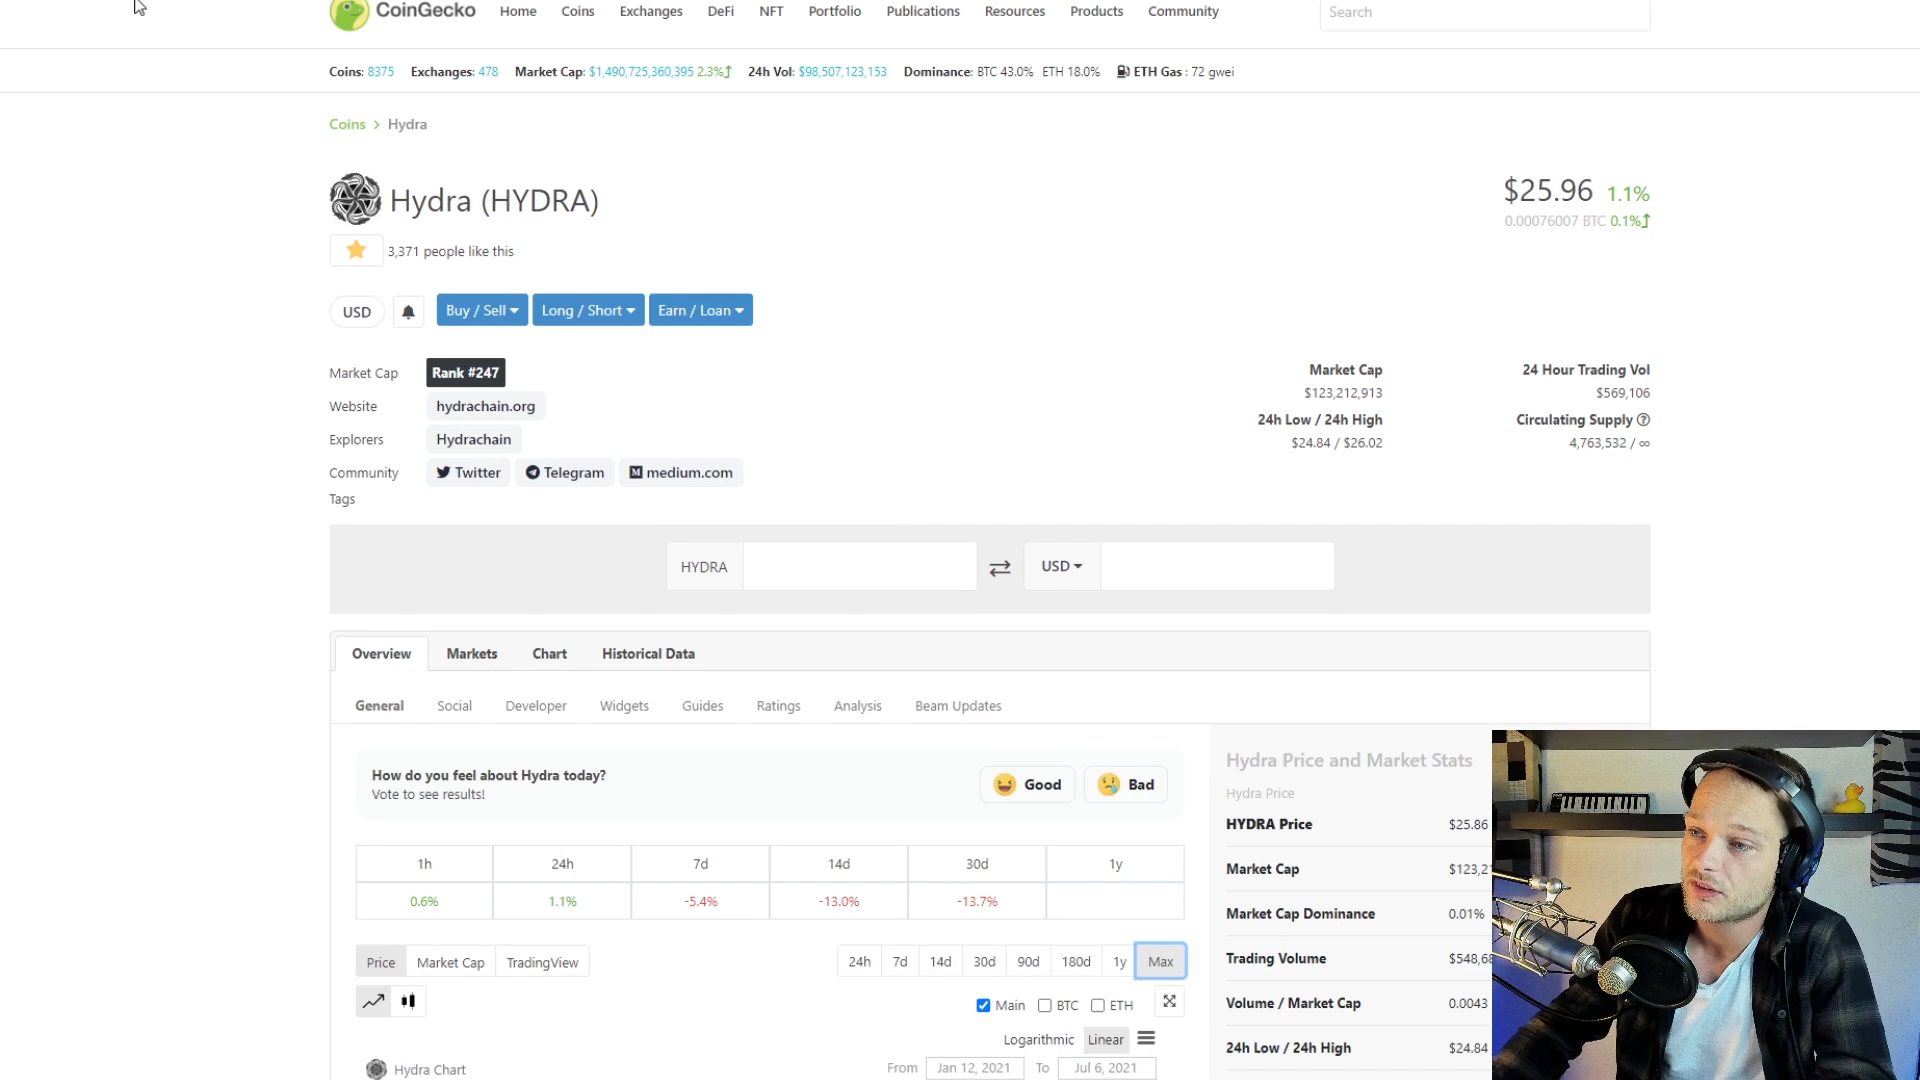 CoinGecko Home Coins Exchanges DeFi NFT Portfolio Publications Resources Products Community Search
Coins: 8375 Exchanges: 478 Market Cap: $1,490,725,360,395 2.3% 24h Vol: $98,507,123,153 Dominance: BTC 43.0% ETH 18.0% ETH Gas : 72 gwei
Coins > Hydra
Hydra (HYDRA) $25.96 1.1%
0.00076007 BTC 0.1%
3,371 people like this
USD Buy / Sell Long / Short Earn / Loan
Market Cap Rank #247
Website hydrachain.org
Explorers Hydrachain
Community Twitter Telegram medium.com
Tags
Market Cap 24 Hour Trading Vol
$123,212,913 $569,106
24h Low / 24h High Circulating Supply
$24.84 / $26.02 4,763,532 / ∞
HYDRA USD
Overview Markets Chart Historical Data
General Social Developer Widgets Guides Ratings Analysis Beam Updates
How do you feel about Hydra today?
Vote to see results!
Good Bad
1h 24h 7d 14d 30d 1y
0.6% 1.1% -5.4% -13.0% -13.7%
Price Market Cap TradingView 24h 7d 14d 30d 90d 180d 1y Max
Main BTC ETH
Logarithmic Linear
Hydra Chart From Jan 12, 2021 To Jul 6, 2021
Hydra Price and Market Stats
Hydra Price
HYDRA Price $25.86
Market Cap $123,21
Market Cap Dominance 0.01%
Trading Volume $548,68
Volume / Market Cap 0.0043
24h Low / 24h High $24.84